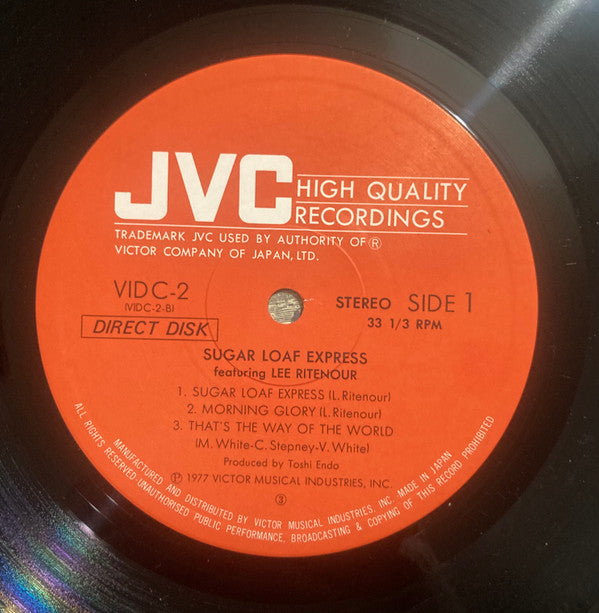 JVC HIGH QUALITY
RECORDINGS
TRADEMARK JVC USED BY AUTHORITY OF ®
VICTOR COMPANY OF JAPAN, LTD.
VIDC-2
(VIDC-2-B)
DIRECT DISK
STEREO SIDE 1
33 1/3 RPM
SUGAR LOAF EXPRESS
featuring LEE RITENOUR
1. SUGAR LOAF EXPRESS (L. Ritenour)
2. MORNING GLORY (L. Ritenour)
3. THAT'S THE WAY OF THE WORLD
(M. White-C. Stepney-V. White)
Produced by Toshi Endo
℗ 1977 VICTOR MUSICAL INDUSTRIES, INC.
③
MANUFACTURED AND DISTRIBUTED BY VICTOR MUSICAL INDUSTRIES, INC. MADE IN JAPAN
ALL RIGHTS RESERVED UNAUTHORISED PUBLIC PERFORMANCE, BROADCASTING & COPYING OF THIS RECORD PROHIBITED